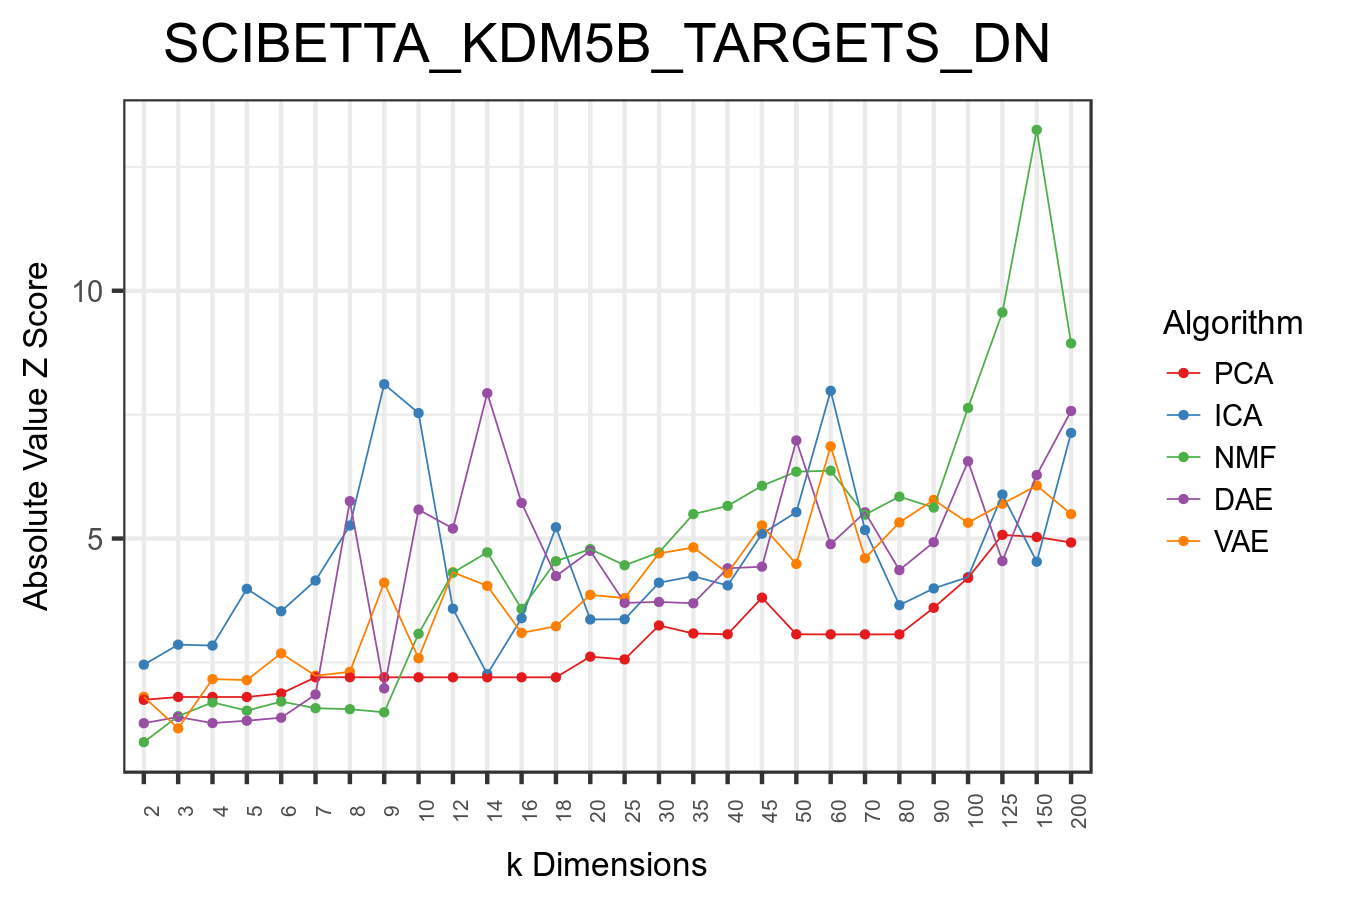 SCIBETTA_KDM5B_TARGETS_DN
Absolute Value Z Score
10
5
2 3 4 5 6 7 8 9 10 12 14 16 18 20 25 30 35 40 45 50 60 70 80 90 100 125 150 200
k Dimensions
Algorithm
PCA
ICA
NMF
DAE
VAE